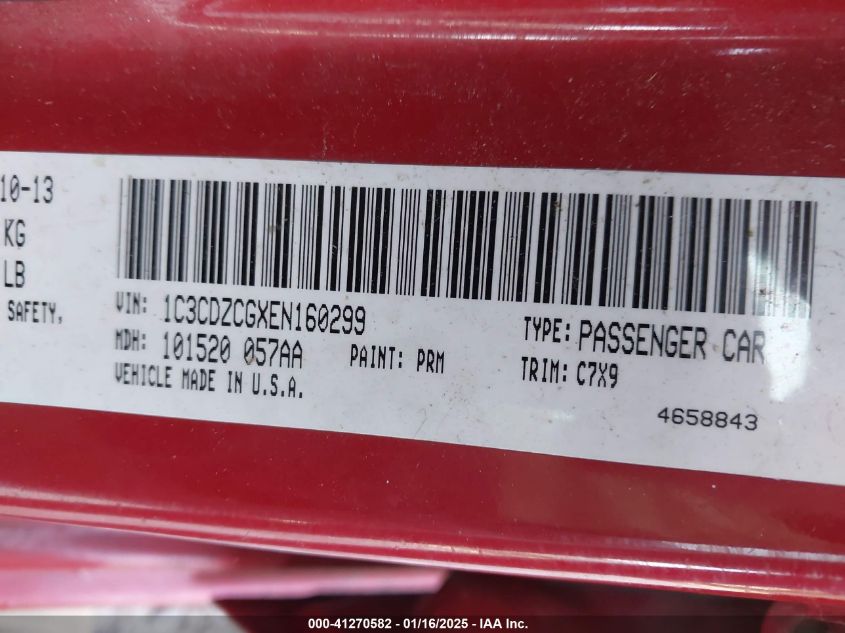 10-13
KG
LB
SAFETY,
VIN: 1C3CDZCGXEN160299
TYPE: PASSENGER CAR
MDH: 101520 057AA
PAINT: PRM
TRIM: C7X9
VEHICLE MADE IN U.S.A.
4658843
000-41270582 - 01/16/2025 - IAA Inc.